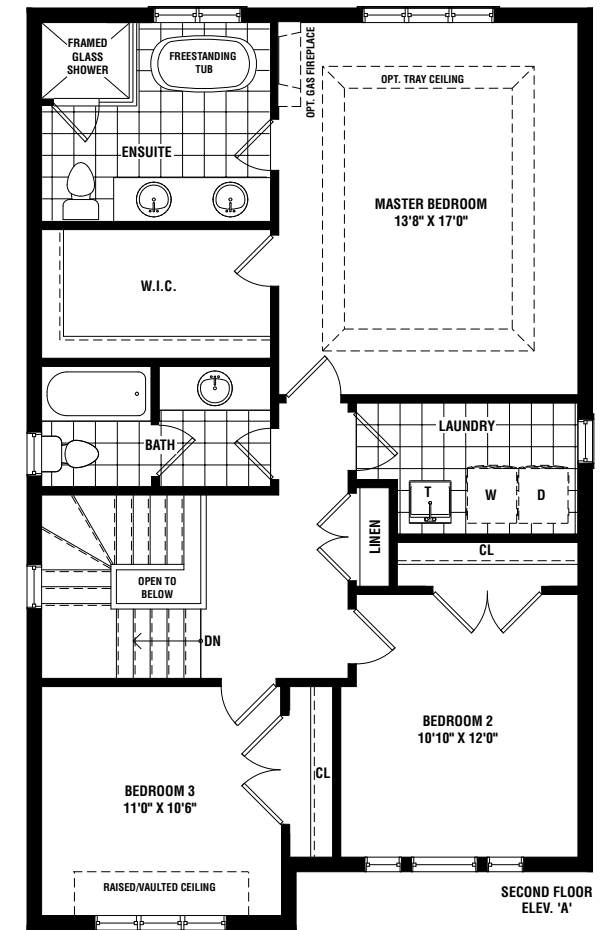 FRAMED
GLASS
SHOWER
FREESTANDING
TUB
OPT. GAS FIREPLACE
OPT. TRAY CEILING
ENSUITE
MASTER BEDROOM
13'8" X 17'0"
W.I.C.
BATH
LAUNDRY
T
W
D
LINEN
CL
OPEN TO
BELOW
DN
BEDROOM 2
10'10" X 12'0"
CL
BEDROOM 3
11'0" X 10'6"
RAISED/VAULTED CEILING
SECOND FLOOR
ELEV. 'A'